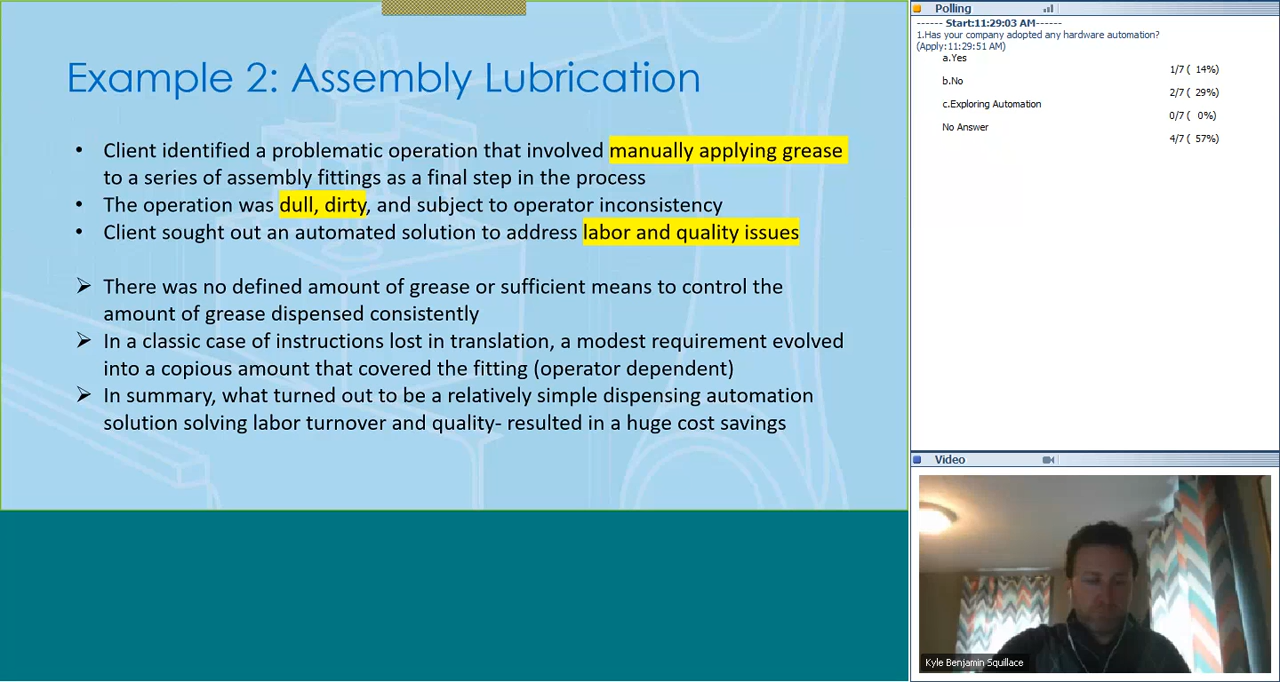 Example 2: Assembly Lubrication
• Client identified a problematic operation that involved manually applying grease
to a series of assembly fittings as a final step in the process
• The operation was dull, dirty, and subject to operator inconsistency
• Client sought out an automated solution to address labor and quality issues
➢ There was no defined amount of grease or sufficient means to control the
amount of grease dispensed consistently
➢ In a classic case of instructions lost in translation, a modest requirement evolved
into a copious amount that covered the fitting (operator dependent)
➢ In summary, what turned out to be a relatively simple dispensing automation
solution solving labor turnover and quality- resulted in a huge cost savings
Polling
------ Start:11:29:03 AM------
1.Has your company adopted any hardware automation?
(Apply:11:29:51 AM)
a.Yes
1/7 ( 14%)
b.No
2/7 ( 29%)
c.Exploring Automation
0/7 ( 0%)
No Answer
4/7 ( 57%)
Video
Kyle Benjamin Squillace